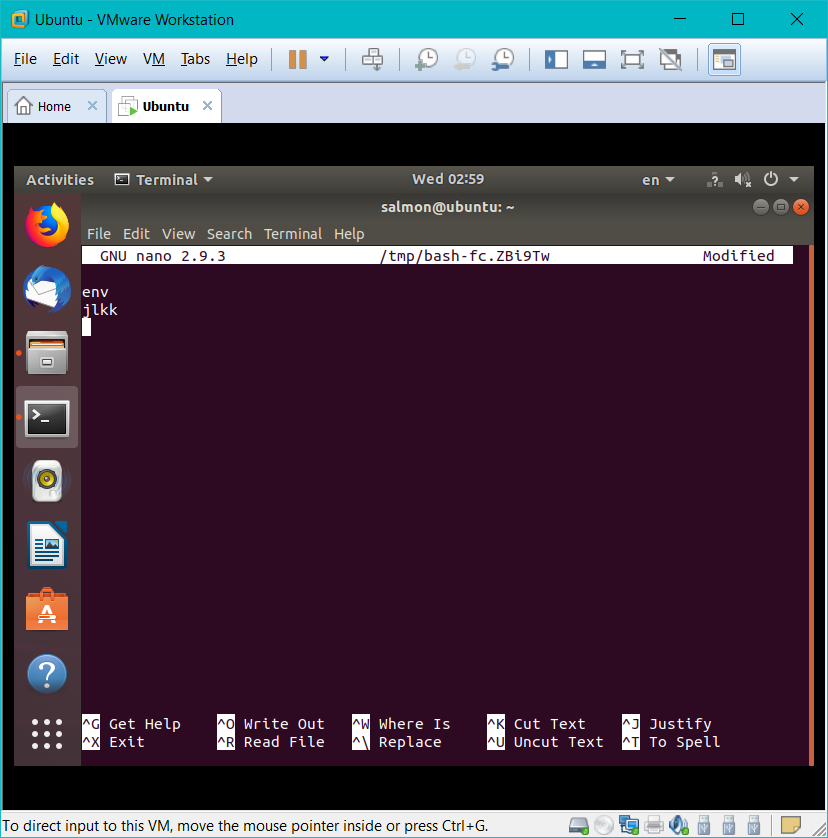 Ubuntu - VMware Workstation
File Edit View VM Tabs Help
Home Ubuntu
Activities Terminal Wed 02:59 en
salmon@ubuntu: ~
File Edit View Search Terminal Help
GNU nano 2.9.3 /tmp/bash-fc.ZBi9Tw Modified
env
jlkk
^G Get Help ^O Write Out ^W Where Is ^K Cut Text ^J Justify
^X Exit ^R Read File ^\ Replace ^U Uncut Text ^T To Spell
To direct input to this VM, move the mouse pointer inside or press Ctrl+G.